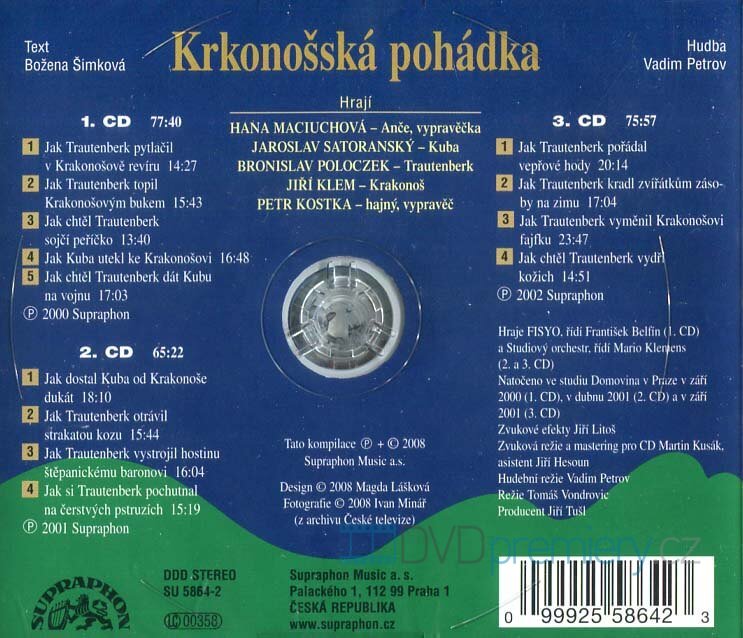 Text
Božena Šimková
Krkonošská pohádka
Hudba
Vadim Petrov
Hrají
HANA MACIUCHOVÁ – Anče, vypravěčka
JAROSLAV SATORANSKÝ – Kuba
BRONISLAV POLOCZEK – Trautenberk
JIŘÍ KLEM – Krakonoš
PETR KOSTKA – hajný, vypravěč
1. CD 77:40
1 Jak Trautenberk pytlačil
v Krakonošově revíru 14:27
2 Jak Trautenberk topil
Krakonošovým bukem 15:43
3 Jak chtěl Trautenberk
sojčí peříčko 13:40
4 Jak Kuba utekl ke Krakonošovi 16:48
5 Jak chtěl Trautenberk dát Kubu
na vojnu 17:03
℗ 2000 Supraphon
2. CD 65:22
1 Jak dostal Kuba od Krakonoše
dukát 18:10
2 Jak Trautenberk otrávil
strakatou kozu 15:44
3 Jak Trautenberk vystrojil hostinu
štěpanickému baronovi 16:04
4 Jak si Trautenberk pochutnal
na čerstvých pstruzích 15:19
℗ 2001 Supraphon
3. CD 75:57
1 Jak Trautenberk pořádal
vepřové hody 20:14
2 Jak Trautenberk kradl zvířátkům záso-
by na zimu 17:04
3 Jak Trautenberk vyměnil Krakonošovi
fajfku 23:47
4 Jak chtěl Trautenberk vydří
kožich 14:51
℗ 2002 Supraphon
Hraje FISYO, řídí František Belfín (1. CD)
a Studiový orchestr, řídí Mario Klemens
(2. a 3. CD)
Natočeno ve studiu Domovina v Praze v září
2000 (1. CD), v dubnu 2001 (2. CD) a v září
2001 (3. CD)
Zvukové efekty Jiří Litoš
Zvuková režie a mastering pro CD Martin Kusák,
asistent Jiří Hesoun
Hudební režie Vadim Petrov
Režie Tomáš Vondrovic
Producent Jiří Tušl
Tato kompilace ℗ + © 2008
Supraphon Music a.s.
Design © 2008 Magda Lášková
Fotografie © 2008 Ivan Minář
(z archivu České televize)
DVDpremiery.cz
SUPRAPHON
DDD STEREO
SU 5864-2
LC 00358
Supraphon Music a. s.
Palackého 1, 112 99 Praha 1
ČESKÁ REPUBLIKA
www.supraphon.cz
0 99925 58642 3